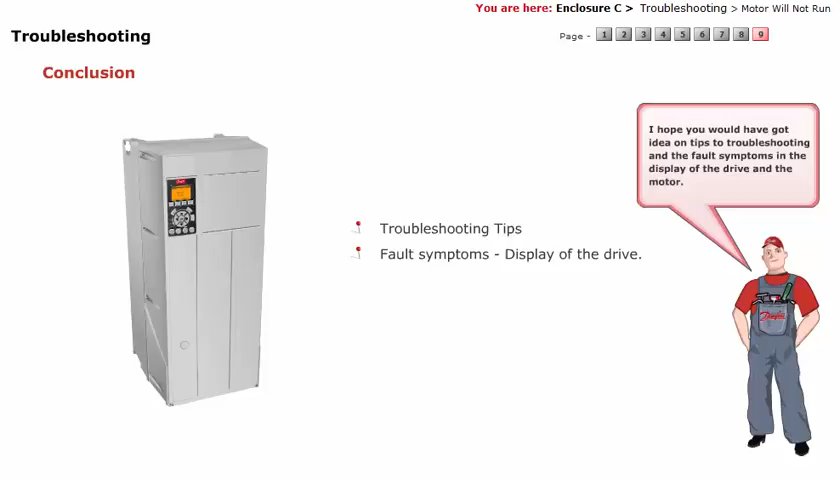 You are here: Enclosure C > Troubleshooting > Motor Will Not Run
Troubleshooting
Page - 1 2 3 4 5 6 7 8 9
Conclusion
I hope you would have got
idea on tips to troubleshooting
and the fault symptoms in the
display of the drive and the
motor.
Troubleshooting Tips
Fault symptoms - Display of the drive.
Danfoss